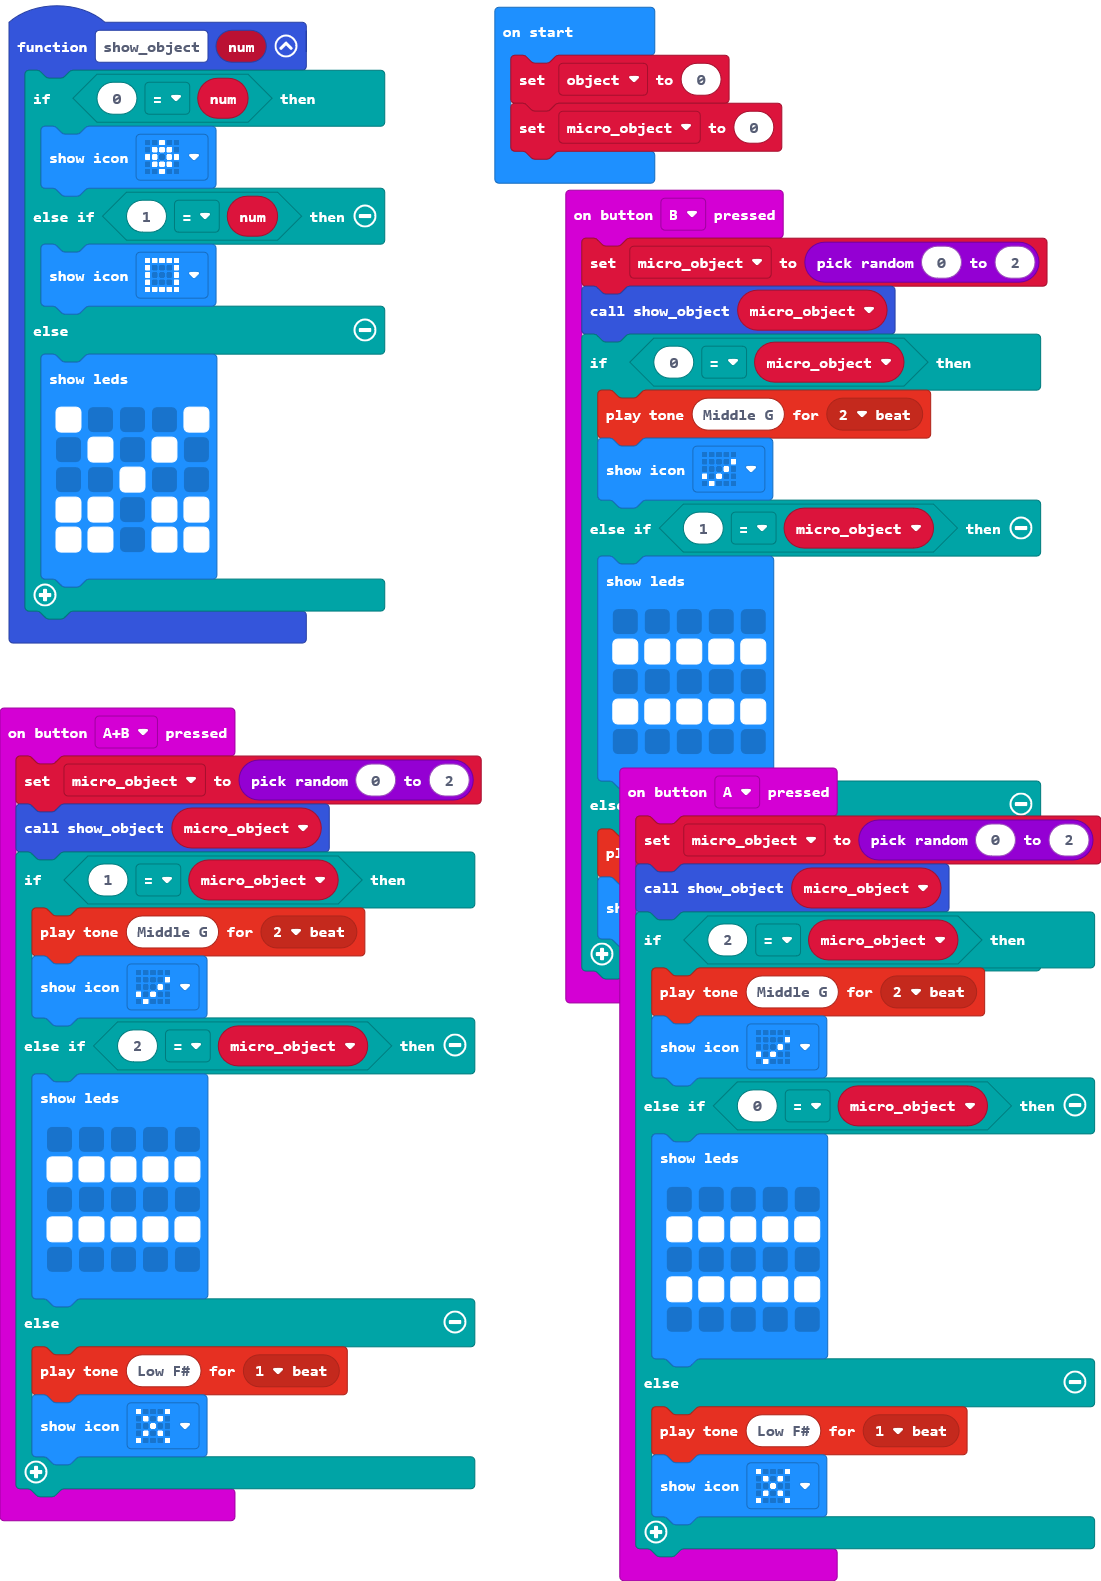 function show_object num
if 0 = num then
show icon
else if 1 = num then
show icon
else
show leds
on start
set object to 0
set micro_object to 0
on button B pressed
set micro_object to pick random 0 to 2
call show_object micro_object
if 0 = micro_object then
play tone Middle G for 2 beat
show icon
else if 1 = micro_object then
show leds
on button A+B pressed
set micro_object to pick random 0 to 2
call show_object micro_object
if 1 = micro_object then
play tone Middle G for 2 beat
show icon
else if 2 = micro_object then
show leds
else
play tone Low F# for 1 beat
show icon
on button A pressed
set micro_object to pick random 0 to 2
call show_object micro_object
if 2 = micro_object then
play tone Middle G for 2 beat
show icon
else if 0 = micro_object then
show leds
else
play tone Low F# for 1 beat
show icon